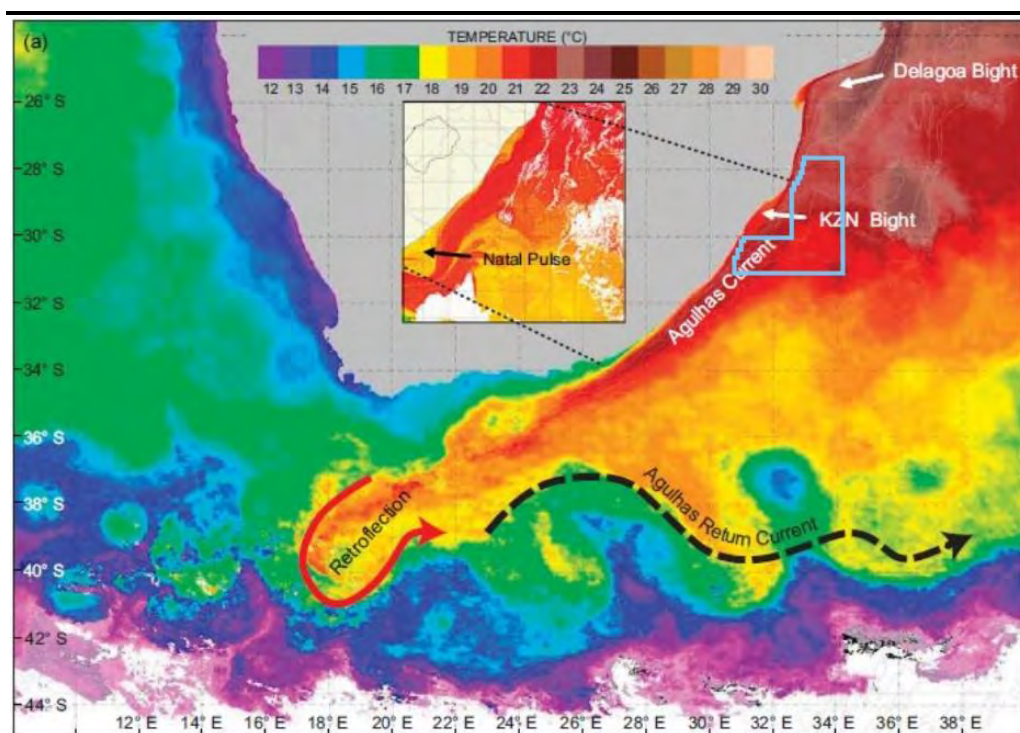 (a)
TEMPERATURE (°C)
12 13 14 15 16 17 18 19 20 21 22 23 24 25 26 27 28 29 30
Delagoa Bight
26° S
28° S
KZN Bight
30° S
Natal Pulse
Agulhas Current
32° S
34° S
36° S
38° S
Retroflection
Agulhas Return Current
40° S
42° S
44° S
12° E 14° E 16° E 18° E 20° E 22° E 24° E 26° E 28° E 30° E 32° E 34° E 36° E 38° E